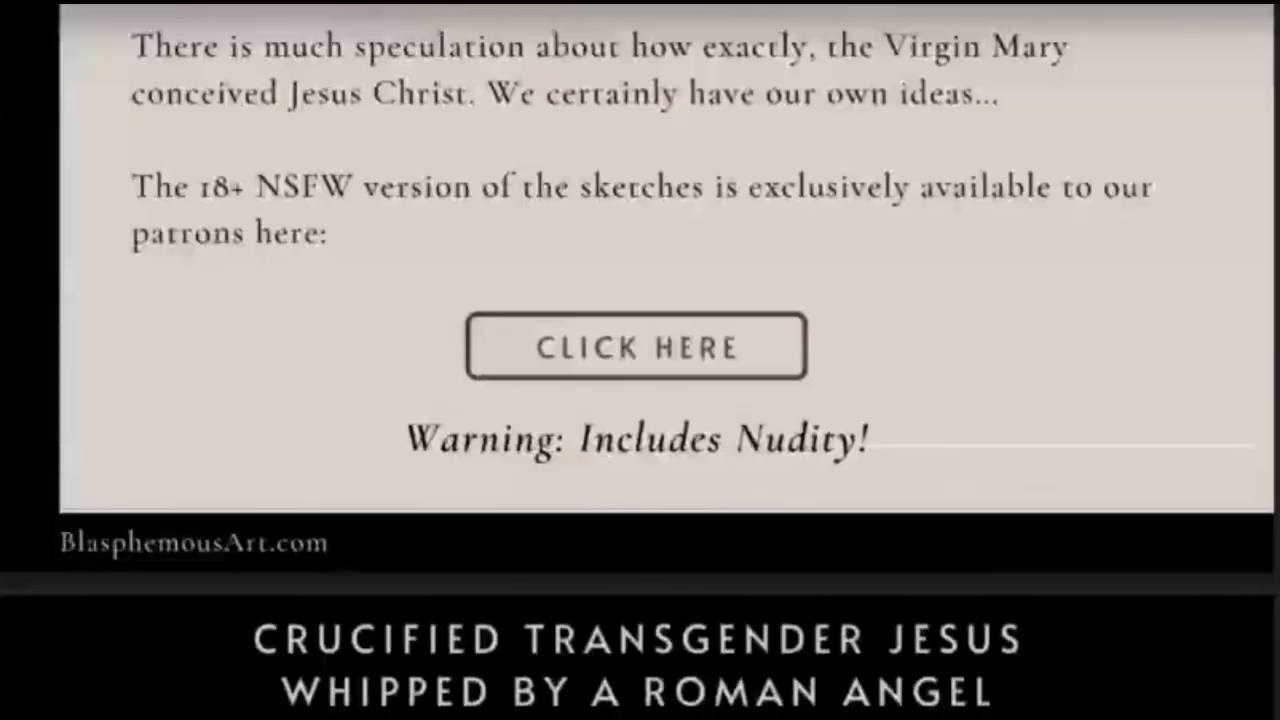 There is much speculation about how exactly, the Virgin Mary
conceived Jesus Christ. We certainly have our own ideas...
The 18+ NSFW version of the sketches is exclusively available to our
patrons here:
CLICK HERE
Warning: Includes Nudity!
BlasphemousArt.com
CRUCIFIED TRANSGENDER JESUS
WHIPPED BY A ROMAN ANGEL